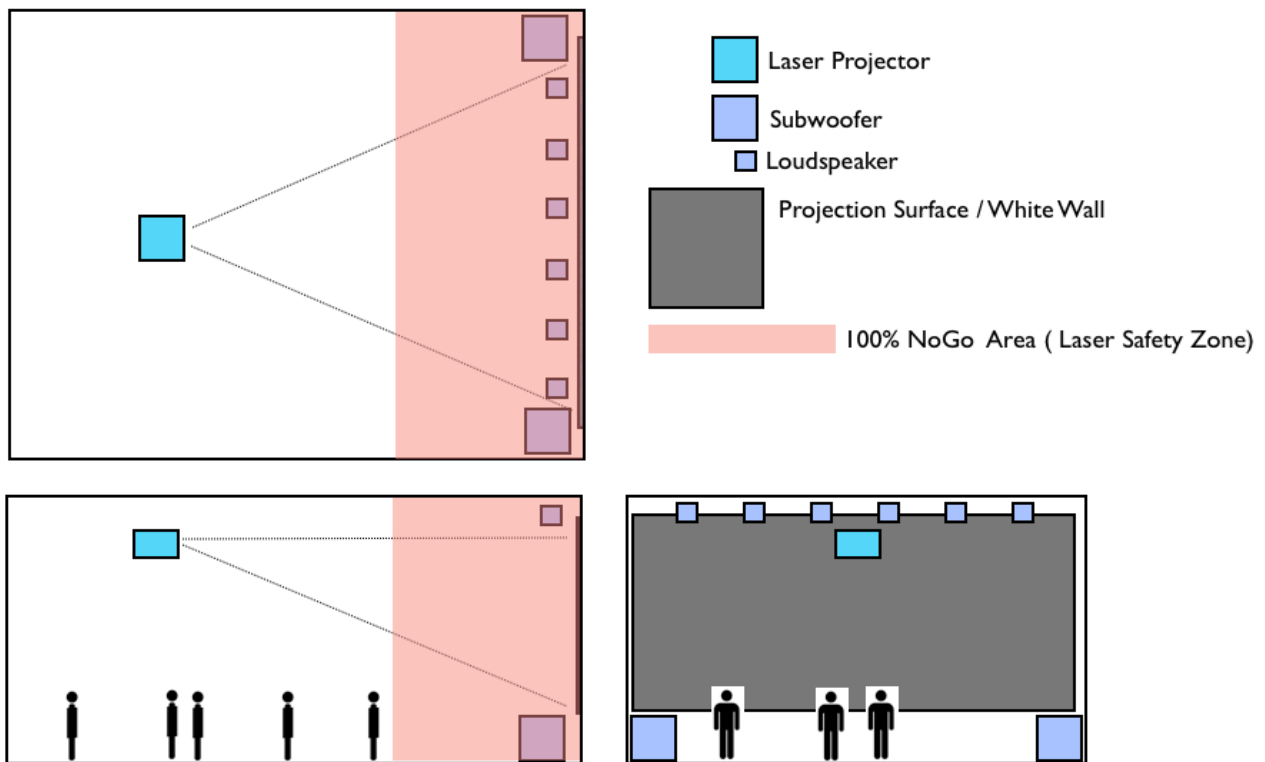 Laser Projector
Subwoofer
Loudspeaker
Projection Surface / White Wall
100% NoGo Area ( Laser Safety Zone)